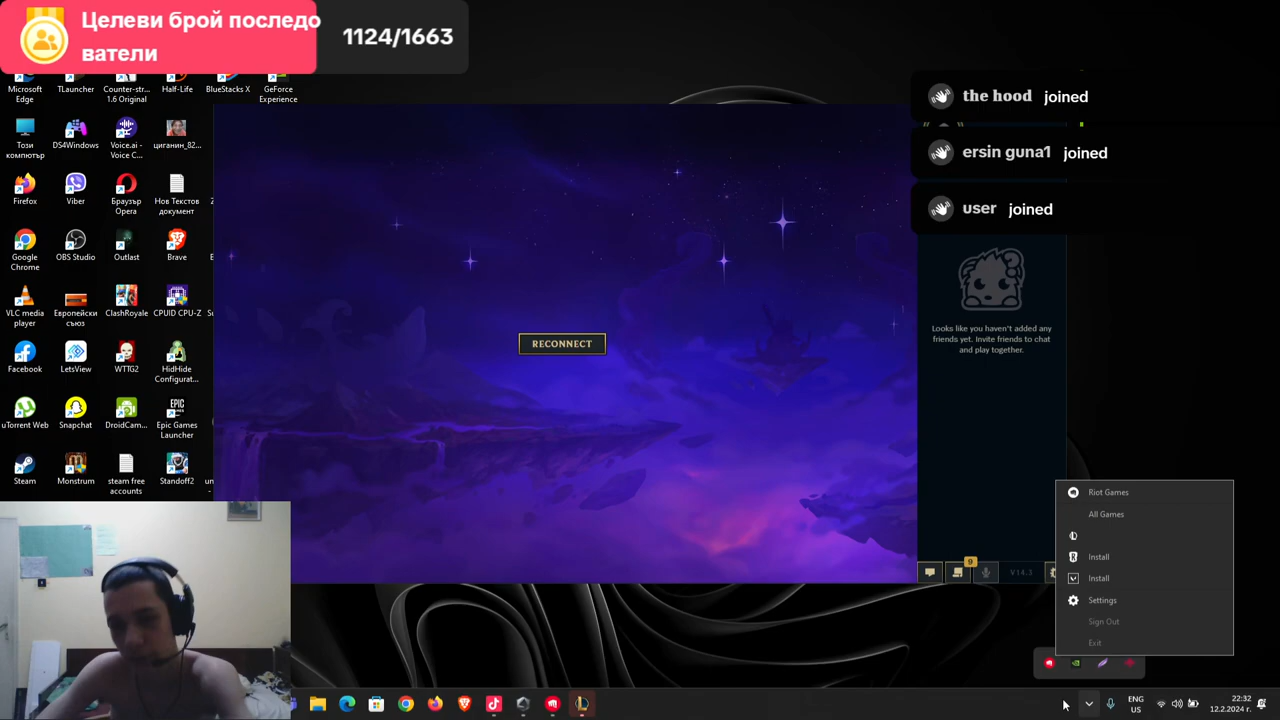 Целеви брой последо
ватели
1124/1663
Microsoft
Edge
TLauncher
Counter-str...
1.6 Original
Half-Life
BlueStacks X
GeForce
Experience
the hood joined
ersin guna1 joined
user joined
Този
компютър
DS4Windows
Voice.ai -
Voice C...
циганин_82...
Firefox
Viber
Браузър
Opera
Нов Текстов
документ
Google
Chrome
OBS Studio
Outlast
Brave
VLC media
player
Европейски
съюз
ClashRoyale
CPUID CPU-Z
Facebook
LetsView
WTTG2
HidHide
Configurat...
uTorrent Web
Snapchat
DroidCam...
Epic Games
Launcher
Steam
Monstrum
steam free
accounts
Standoff2
RECONNECT
Looks like you haven't added any
friends yet. Invite friends to chat
and play together.
9
V14.3
Riot Games
All Games
Install
Install
Settings
Sign Out
Exit
ENG
US
22:32
12.2.2024 г.